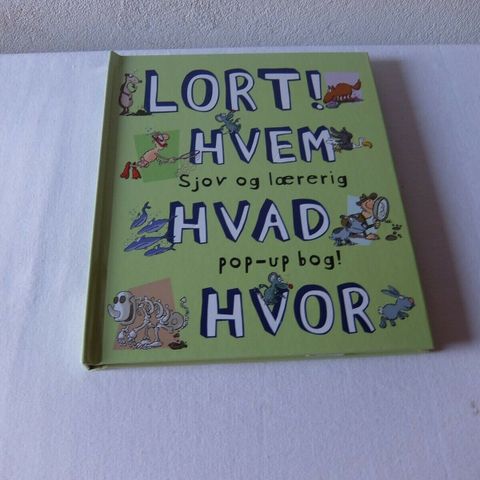 LORT!
HVEM
Sjov og lærerig
HVAD
pop-up bog!
HVOR